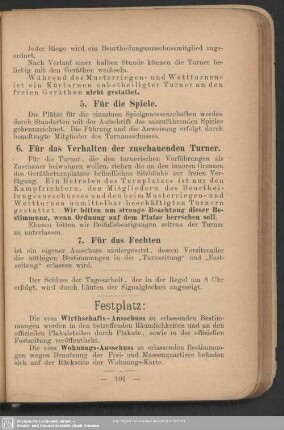 Jeder Riege wird ein Beurtheilungsausschussmitglied zuge-
ordnet.
Nach Verlauf einer halben Stunde können die Turner be-
liebig mit den Geräthen wechseln.
Während des Musterriegen- und Wettturnens
ist ein Kürturnen unbetheiligter Turner an den
freien Geräthen nicht gestattet.
5. Für die Spiele.
Die Plätze für die einzelnen Spielgenossenschaften werden
durch Standarten mit der Aufschrift des auszuführenden Spieles
gekennzeichnet. Die Führung und die Anweisung erfolgt durch
beauftragte Mitglieder des Turnausschusses.
6. Für das Verhalten der zuschauenden Turner.
Für die Turner, die den turnerischen Vorführungen als
Zuschauer beiwohnen wollen, stehen die an den inneren Grenzen
des Geräthturnplatzes befindlichen Sitzbänke zur freien Ver-
fügung. Ein Betreten des Turnplatzes ist nur den
Kampfrichtern, den Mitgliedern des Beurthei-
lungsausschusses und den beim Musterriegen- und
Wettturnen unmittelbar beschäftigten Turnern
gestattet. Wir bitten um strenge Beachtung dieser Be-
stimmung, wenn Ordnung auf dem Platze herrschen soll.
Ebenso bitten wir Beifallsbezeigungen seitens der Turner
zu unterlassen.
7. Für das Fechten
ist ein eigener Ausschuss niedergesetzt, dessen Vorsitzender
die nöthigen Bestimmungen in der „Turnzeitung" und „Fest-
zeitung" erlassen wird.
Der Schluss der Tagesarbeit, der in der Regel um 8 Uhr
erfolgt, wird durch Läuten der Signalglocken angezeigt.
Festplatz:
Die vom Wirthschafts-Ausschuss zu erlassenden Bestim-
mungen werden in den betreffenden Räumlichkeiten und an den
offiziellen Plakatsäulen durch Plakate, sowie in der offiziellen
Festzeitung veröffentlicht.
Die vom Wohnungs-Ausschuss zu erlassenden Bestimmun-
gen wegen Benutzung der Frei- und Massenquartiere befinden
sich auf der Rückseite der Wohnungs-Karte.
— 101 —